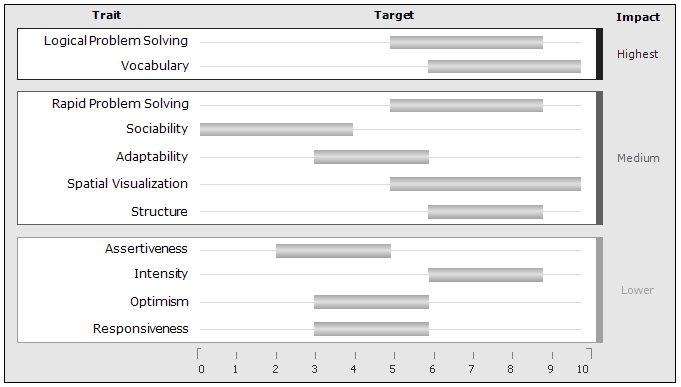 Trait Target Impact
Logical Problem Solving
Highest
Vocabulary
Rapid Problem Solving
Sociability
Adaptability
Medium
Spatial Visualization
Structure
Assertiveness
Intensity
Lower
Optimism
Responsiveness
0 1 2 3 4 5 6 7 8 9 10